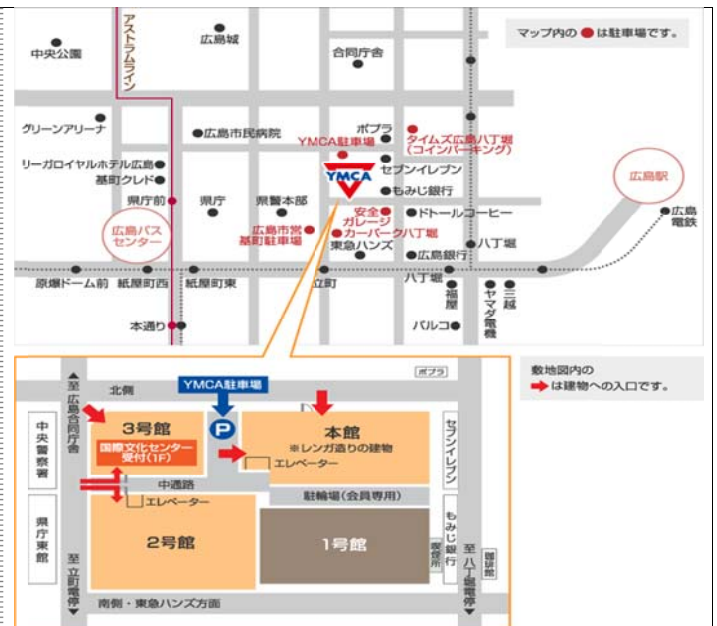 マップ内の●は駐車場です。
中央公園
アストラムライン
広島城
合同庁舎
グリーンアリーナ
広島市民病院
YMCA駐車場
ポプラ
タイムズ広島八丁堀
(コインパーキング)
リーガロイヤルホテル広島
基町クレド
YMCA
セブンイレブン
もみじ銀行
広島駅
県庁前
県庁
県警本部
広島バス
センター
広島市営
基町駐車場
安全
ガレージ
ドトールコーヒー
カーパーク八丁堀
東急ハンズ
広島銀行
八丁堀
広島
電鉄
原爆ドーム前
紙屋町西
紙屋町東
立町
八丁堀
福屋
ヤマダ電機
三越
本通り
パルコ
敷地図内の
➡は建物への入口です。
▲至 広島合同庁舎
北側
YMCA駐車場
ポプラ
中央警察署
3号館
国際文化センター
受付(1F)
P
本館
※レンガ造りの建物
エレベーター
セブンイレブン
中通路
エレベーター
駐輪場(会員専用)
県庁東館
2号館
1号館
もみじ銀行
喫煙所
珈琲館
至 立町電停▼
至 八丁堀電停▼
南側・東急ハンズ方面